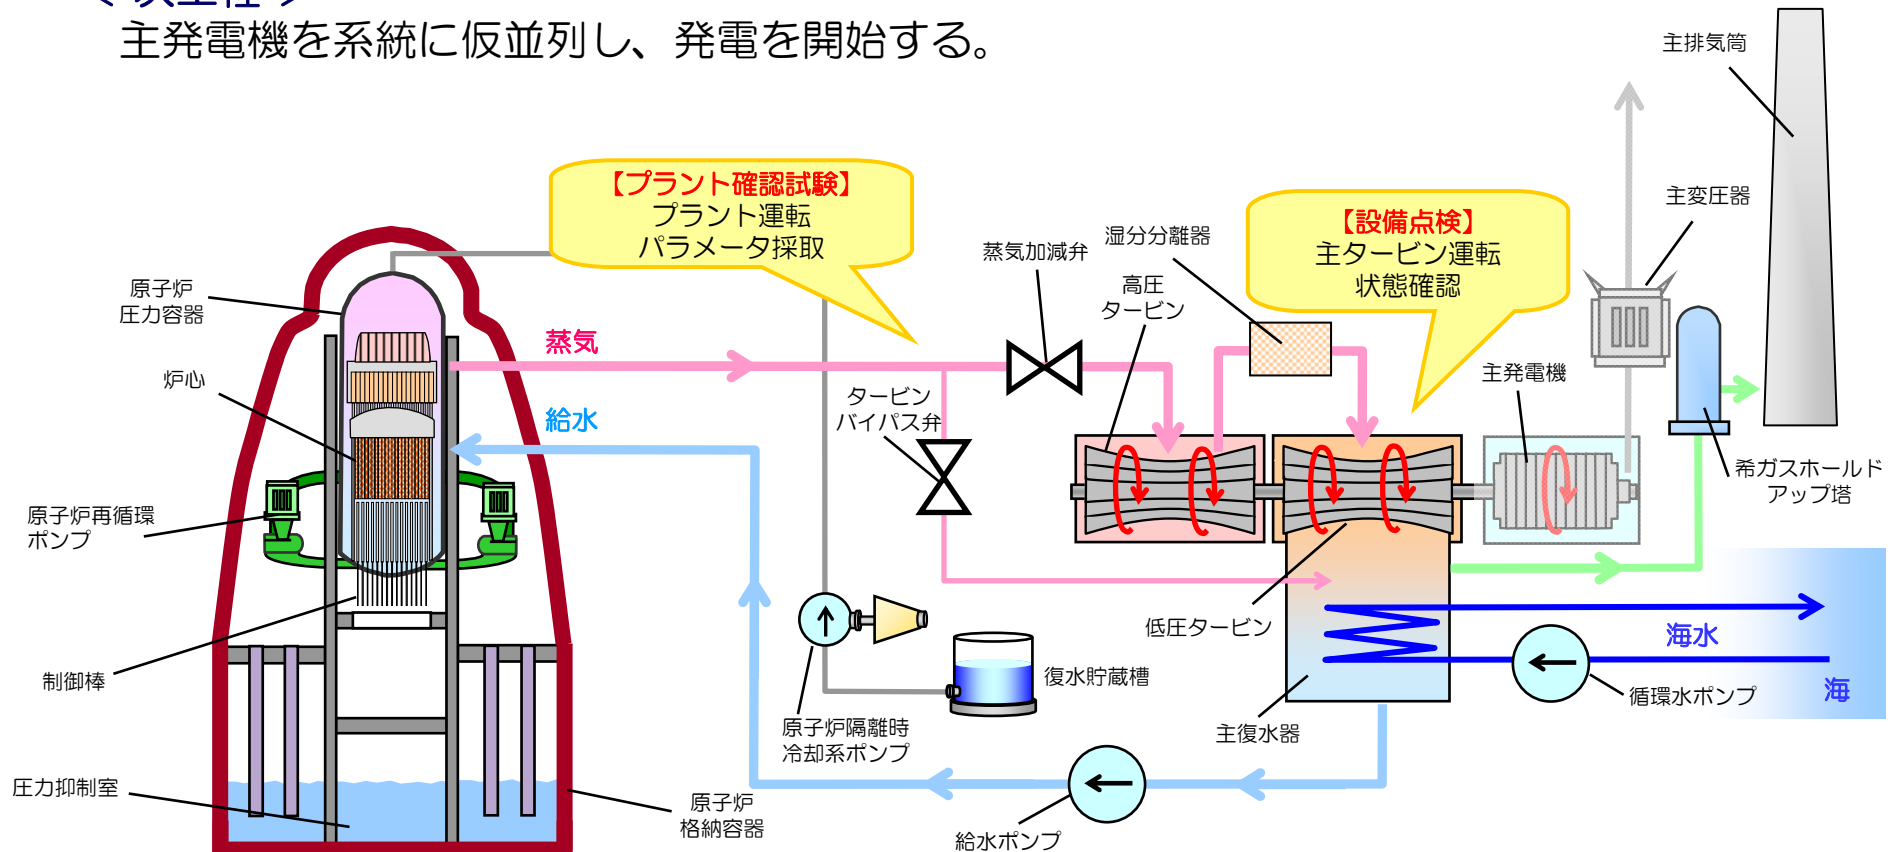 主発電機を系統に仮並列し、発電を開始する。
主排気筒
【プラント確認試験】
プラント運転
パラメータ採取
【設備点検】
主タービン運転
状態確認
主変圧器
湿分分離器
蒸気加減弁
高圧
タービン
原子炉
圧力容器
蒸気
炉心
主発電機
タービン
バイパス弁
給水
希ガスホールド
アップ塔
原子炉再循環
ポンプ
低圧タービン
海水
制御棒
復水貯蔵槽
海
循環水ポンプ
原子炉隔離時
冷却系ポンプ
主復水器
圧力抑制室
原子炉
格納容器
給水ポンプ